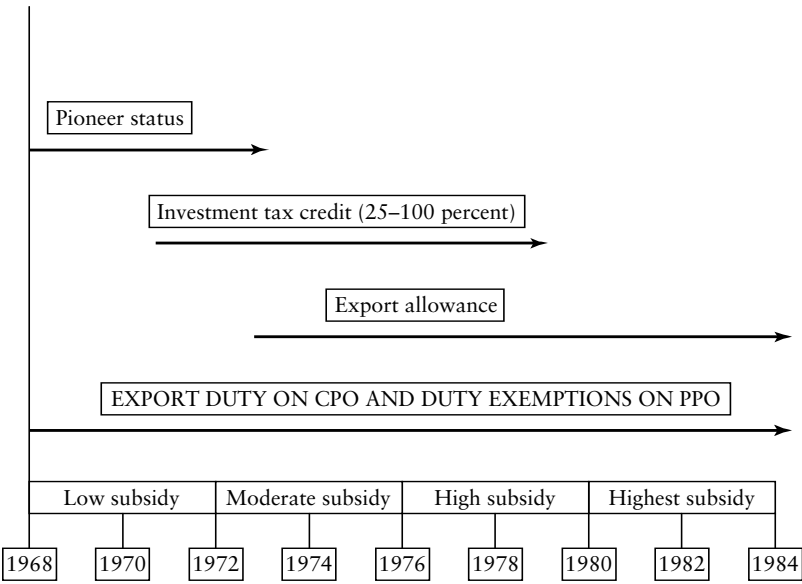 Pioneer status
Investment tax credit (25–100 percent)
Export allowance
EXPORT DUTY ON CPO AND DUTY EXEMPTIONS ON PPO
Low subsidy Moderate subsidy High subsidy Highest subsidy
1968 1970 1972 1974 1976 1978 1980 1982 1984